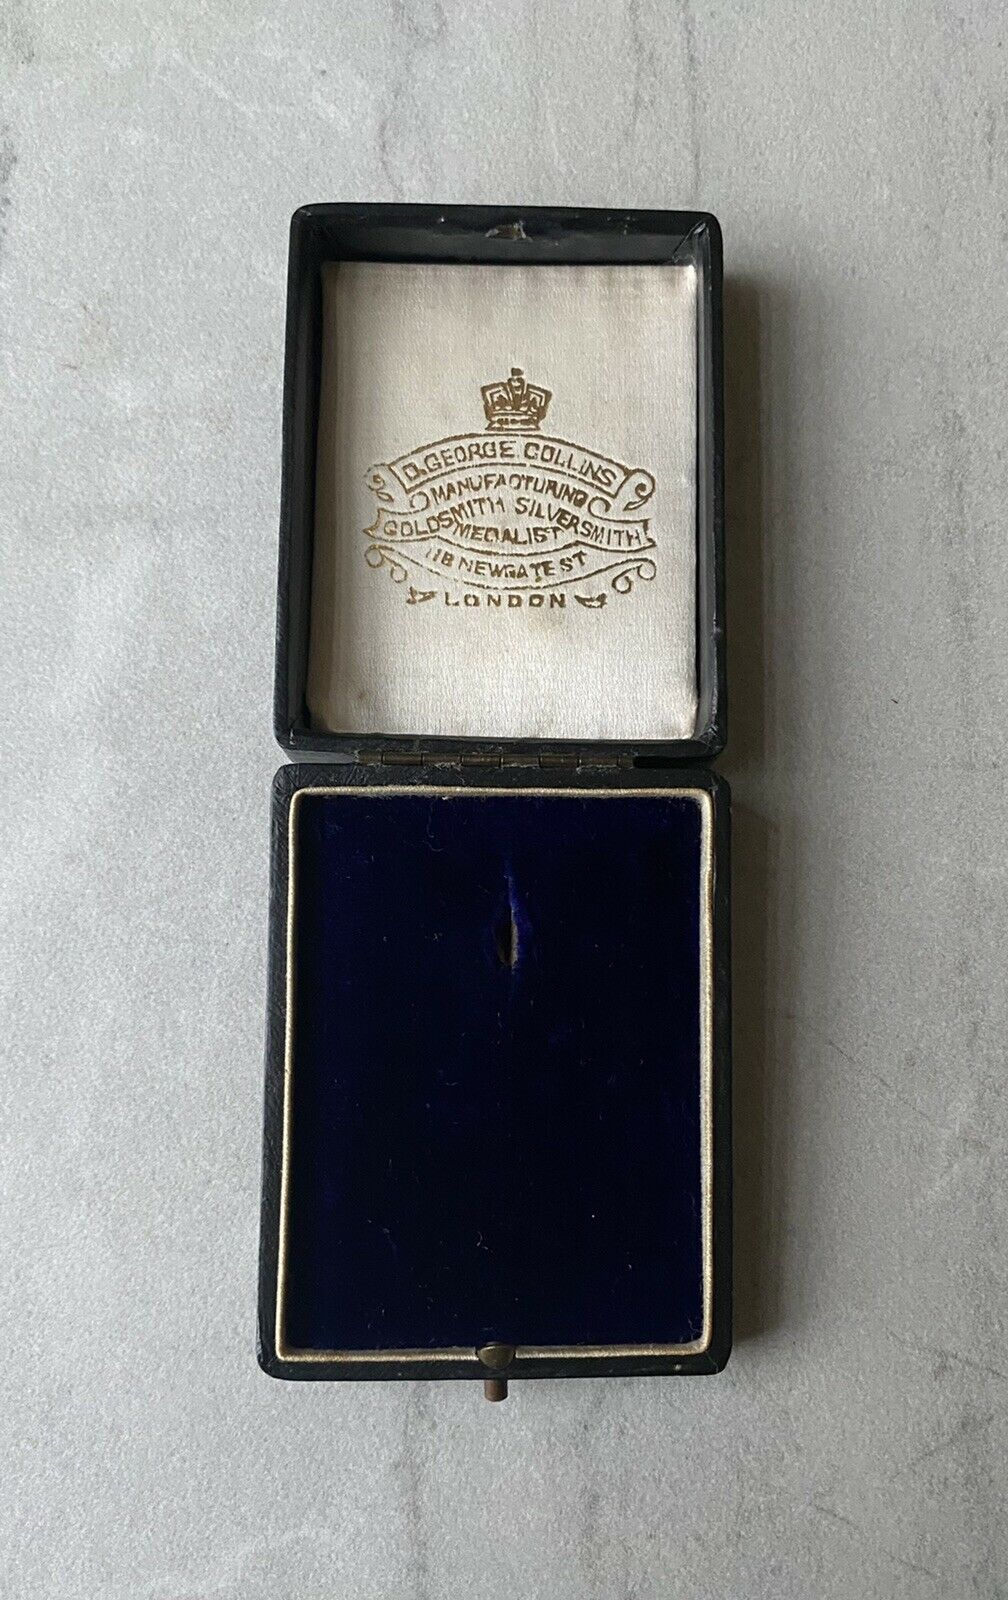 D. GEORGE COLLINS
MANUFACTURING
GOLDSMITH SILVERSMITH
MEDALIST
118 NEWGATE ST
LONDON